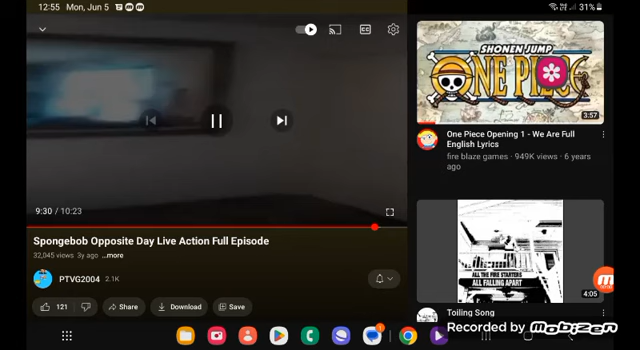 12:55 Mon, Jun 5
31%
CC
9:30 / 10:23
Spongebob Opposite Day Live Action Full Episode
32,045 views 3y ago ...more
PTVG2004 2.1K
121
Share
Download
Save
SHONEN JUMP
ONE PIECE
3:57
One Piece Opening 1 - We Are Full
English Lyrics
fire blaze games · 949K views · 6 years
ago
ALL THE FIRE STARTERS
ALL FALLING APART
4:05
Toiling Song
Recorded by mobizen